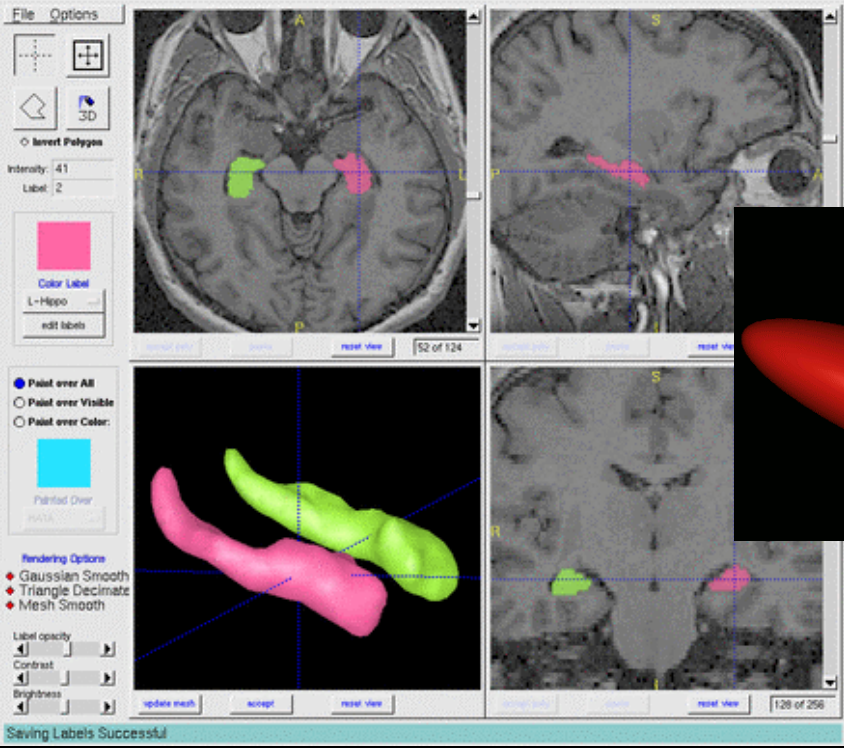 File Options
A
S
3D
Invert Polygon
Intensity: 41
Label: 2
R
L
P
A
Color Label
L-Hippo
edit labels
P
I
reset view
52 of 124
reset view
Paint over All
Paint over Visible
Paint over Color:
Painted Over
S
R
Rendering Options
Gaussian Smooth
Triangle Decimate
Mesh Smooth
Label opacity
Contrast
Brightness
I
update mesh
accept
reset view
reset view
128 of 256
Saving Labels Successful